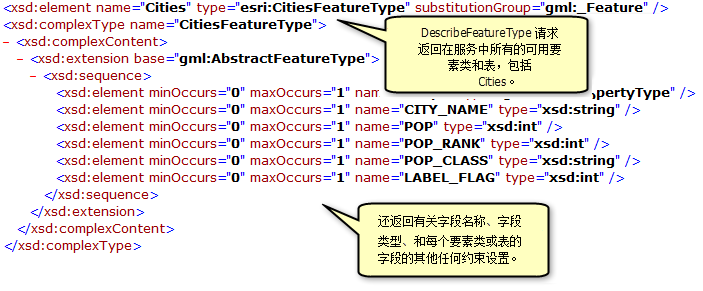 <xsd:element name="Cities" type="esri:CitiesFeatureType" substitutionGroup="gml:_Feature" />
<xsd:complexType name="CitiesFeatureType">
− <xsd:complexContent>
− <xsd:extension base="gml:AbstractFeatureType">
− <xsd:sequence>
<xsd:element minOccurs="0" maxOccurs="1" name= pertyType" />
<xsd:element minOccurs="0" maxOccurs="1" name="CITY_NAME" type="xsd:string" />
<xsd:element minOccurs="0" maxOccurs="1" name="POP" type="xsd:int" />
<xsd:element minOccurs="0" maxOccurs="1" name="POP_RANK" type="xsd:int" />
<xsd:element minOccurs="0" maxOccurs="1" name="POP_CLASS" type="xsd:string" />
<xsd:element minOccurs="0" maxOccurs="1" name="LABEL_FLAG" type="xsd:int" />
</xsd:sequence>
</xsd:extension>
</xsd:complexContent>
</xsd:complexType>
DescribeFeatureType 请求
返回在服务中所有的可用要
素类和表，包括
Cities。
还返回有关字段名称、字段
类型、和每个要素类或表的
字段的其他任何约束设置。